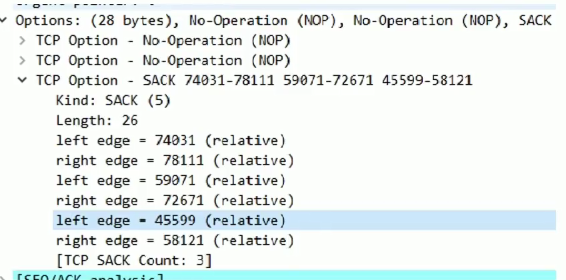 Options: (28 bytes), No-Operation (NOP), No-Operation (NOP), SACK
TCP Option - No-Operation (NOP)
TCP Option - No-Operation (NOP)
TCP Option - SACK 74031-78111 59071-72671 45599-58121
Kind: SACK (5)
Length: 26
left edge = 74031 (relative)
right edge = 78111 (relative)
left edge = 59071 (relative)
right edge = 72671 (relative)
left edge = 45599 (relative)
right edge = 58121 (relative)
[TCP SACK Count: 3]
[SEQ/ACK analysis]